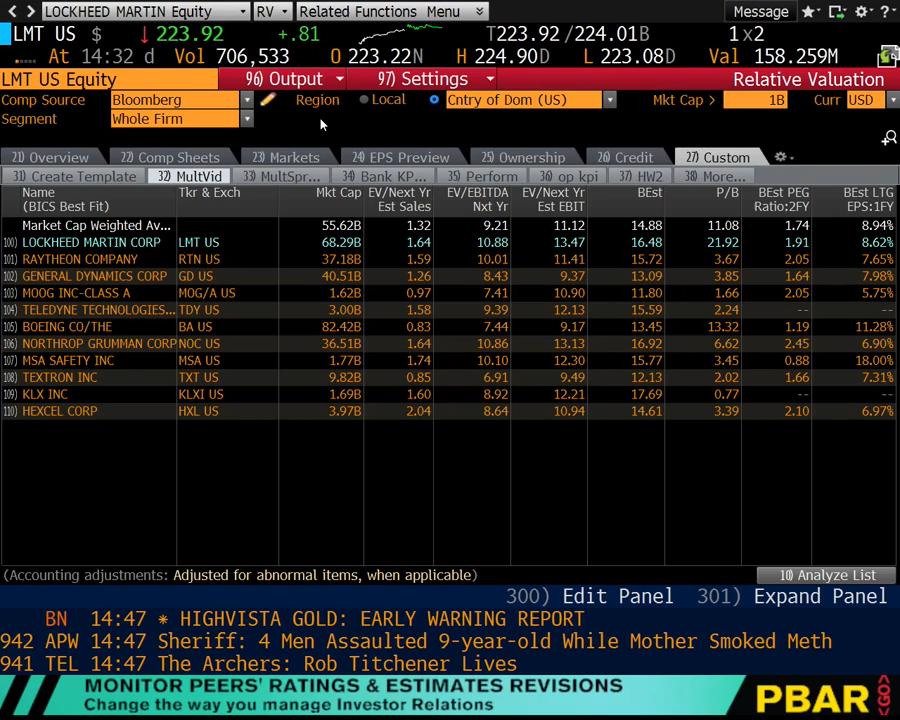 LOCKHEED MARTIN Equity RV Related Functions Menu Message ?
LMT US $ ↓ 223.92 +.81 T223.92 /224.01B 1x2
At 14:32 d Vol 706,533 O 223.22N H 224.90D L 223.08D Val 158.259M
LMT US Equity 96) Output 97) Settings Relative Valuation
Comp Source Bloomberg Region Local Cntry of Dom (US) Mkt Cap > 1B Curr USD
Segment Whole Firm
21) Overview 22) Comp Sheets 23) Markets 24) EPS Preview 25) Ownership 26) Credit 27) Custom
31) Create Template 32) MultVid 33) MultSpr... 34) Bank KP... 35) Perform 36) op kpi 37) HW2 38) More...
Name Tkr & Exch Mkt Cap EV/Next Yr EV/EBITDA EV/Next Yr BEst P/B BEst PEG BEst LTG
(BICS Best Fit) Est Sales Nxt Yr Est EBIT Ratio:2FY EPS:1FY
Market Cap Weighted Av... 55.62B 1.32 9.21 11.12 14.88 11.08 1.74 8.94%
100) LOCKHEED MARTIN CORP LMT US 68.29B 1.64 10.88 13.47 16.48 21.92 1.91 8.62%
101) RAYTHEON COMPANY RTN US 37.18B 1.59 10.01 11.41 15.72 3.67 2.05 7.65%
102) GENERAL DYNAMICS CORP GD US 40.51B 1.26 8.43 9.37 13.09 3.85 1.64 7.98%
103) MOOG INC-CLASS A MOG/A US 1.62B 0.97 7.41 10.90 11.80 1.66 2.05 5.75%
104) TELEDYNE TECHNOLOGIES... TDY US 3.00B 1.58 9.39 12.13 15.59 2.24 -- --
105) BOEING CO/THE BA US 82.42B 0.83 7.44 9.17 13.45 13.32 1.19 11.28%
106) NORTHROP GRUMMAN CORP NOC US 36.51B 1.64 10.86 13.13 16.92 6.62 2.45 6.90%
107) MSA SAFETY INC MSA US 1.77B 1.74 10.10 12.30 15.77 3.45 0.88 18.00%
108) TEXTRON INC TXT US 9.82B 0.85 6.91 9.49 12.13 2.02 1.66 7.31%
109) KLX INC KLXI US 1.69B 1.60 8.92 12.21 17.69 0.77 -- --
110) HEXCEL CORP HXL US 3.97B 2.04 8.64 10.94 14.61 3.39 2.10 6.97%
(Accounting adjustments: Adjusted for abnormal items, when applicable) 10) Analyze List
300) Edit Panel 301) Expand Panel
BN 14:47 * HIGHVISTA GOLD: EARLY WARNING REPORT
942 APW 14:47 Sheriff: 4 Men Assaulted 9-year-old While Mother Smoked Meth
941 TEL 14:47 The Archers: Rob Titchener Lives
MONITOR PEERS' RATINGS & ESTIMATES REVISIONS
Change the way you manage Investor Relations
PBAR GO